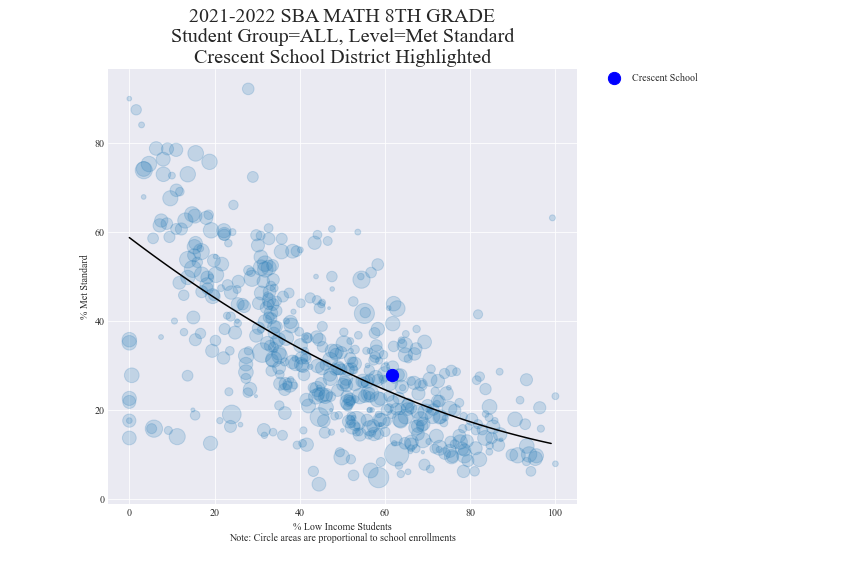 2021-2022 SBA MATH 8TH GRADE
Student Group=ALL, Level=Met Standard
Crescent School District Highlighted
Crescent School
80
60
40
20
0
% Met Standard
0 20 40 60 80 100
% Low Income Students
Note: Circle areas are proportional to school enrollments